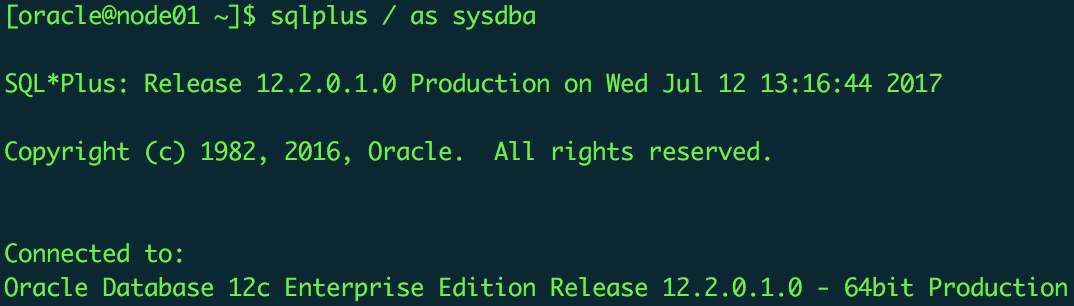 [oracle@node01 ~]$ sqlplus / as sysdba
SQL*Plus: Release 12.2.0.1.0 Production on Wed Jul 12 13:16:44 2017
Copyright (c) 1982, 2016, Oracle.  All rights reserved.
Connected to:
Oracle Database 12c Enterprise Edition Release 12.2.0.1.0 - 64bit Production